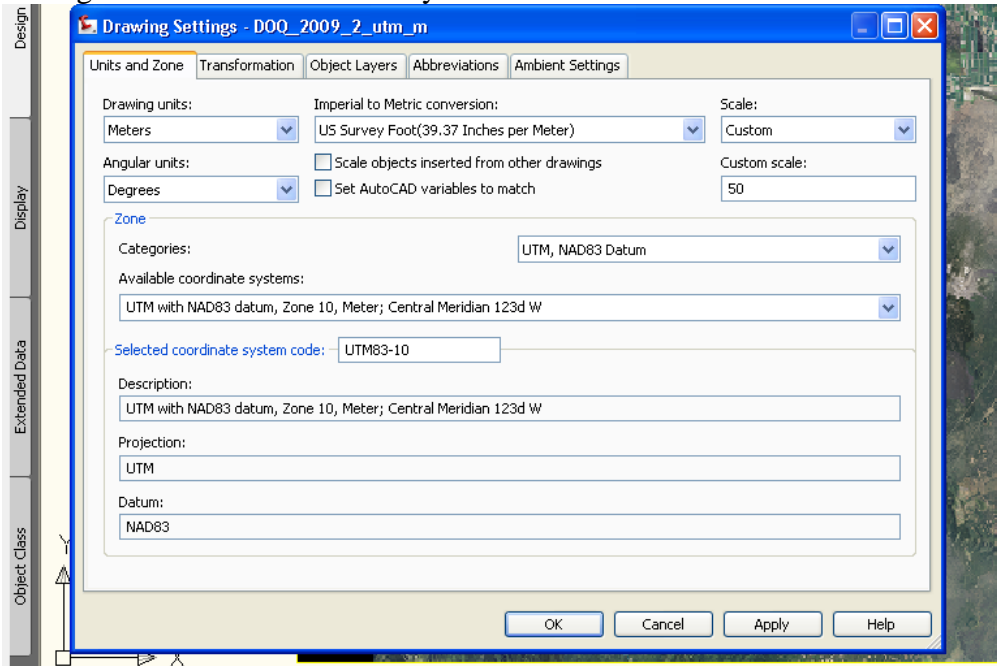 Design
Display
Extended Data
Object Class
Drawing Settings - DOQ_2009_2_utm_m
Units and Zone Transformation Object Layers Abbreviations Ambient Settings
Drawing units: Imperial to Metric conversion: Scale:
Meters US Survey Foot(39.37 Inches per Meter) Custom
Angular units: Scale objects inserted from other drawings Custom scale:
Degrees Set AutoCAD variables to match 50
Zone
Categories: UTM, NAD83 Datum
Available coordinate systems:
UTM with NAD83 datum, Zone 10, Meter; Central Meridian 123d W
Selected coordinate system code: UTM83-10
Description:
UTM with NAD83 datum, Zone 10, Meter; Central Meridian 123d W
Projection:
UTM
Datum:
NAD83
OK Cancel Apply Help
Y
X